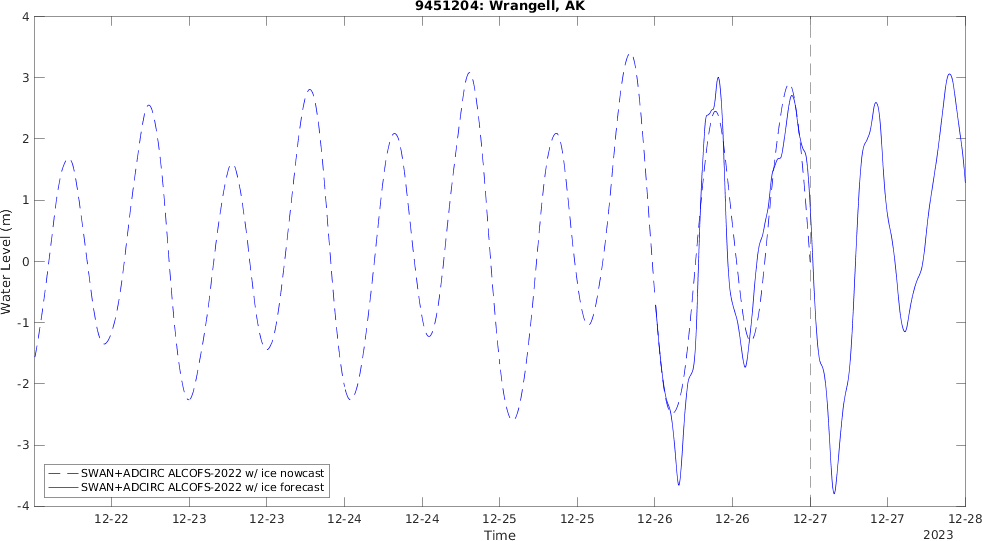 9451204: Wrangell, AK
4
3
2
1
0
-1
-2
-3
-4
Water Level (m)
SWAN+ADCIRC ALCOFS-2022 w/ ice nowcast
SWAN+ADCIRC ALCOFS-2022 w/ ice forecast
12-22 12-23 12-23 12-24 12-24 12-25 12-25 12-26 12-26 12-27 12-27 12-28
Time
2023